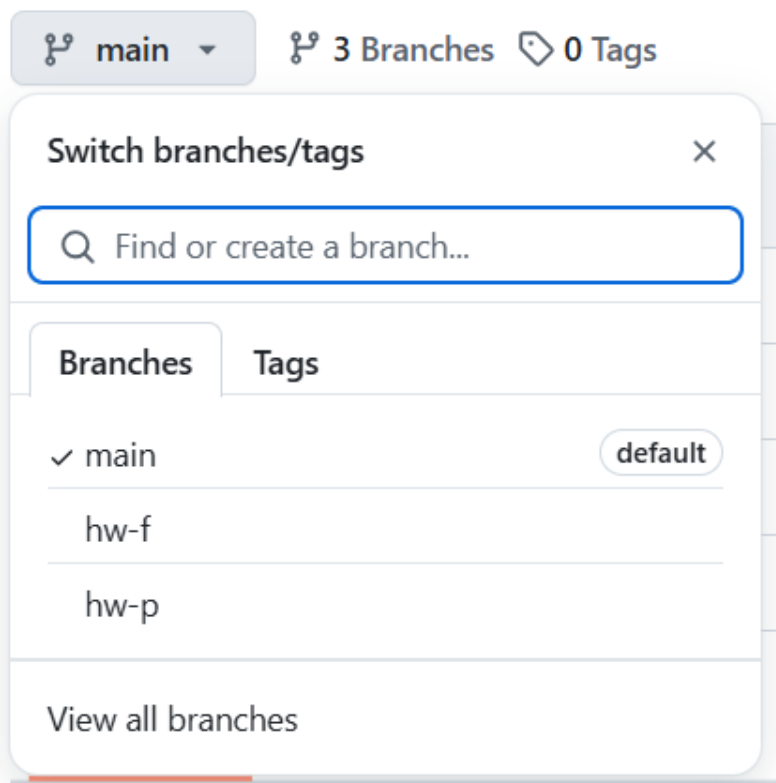 main 3 Branches 0 Tags
Switch branches/tags
Find or create a branch...
Branches Tags
main default
hw-f
hw-p
View all branches